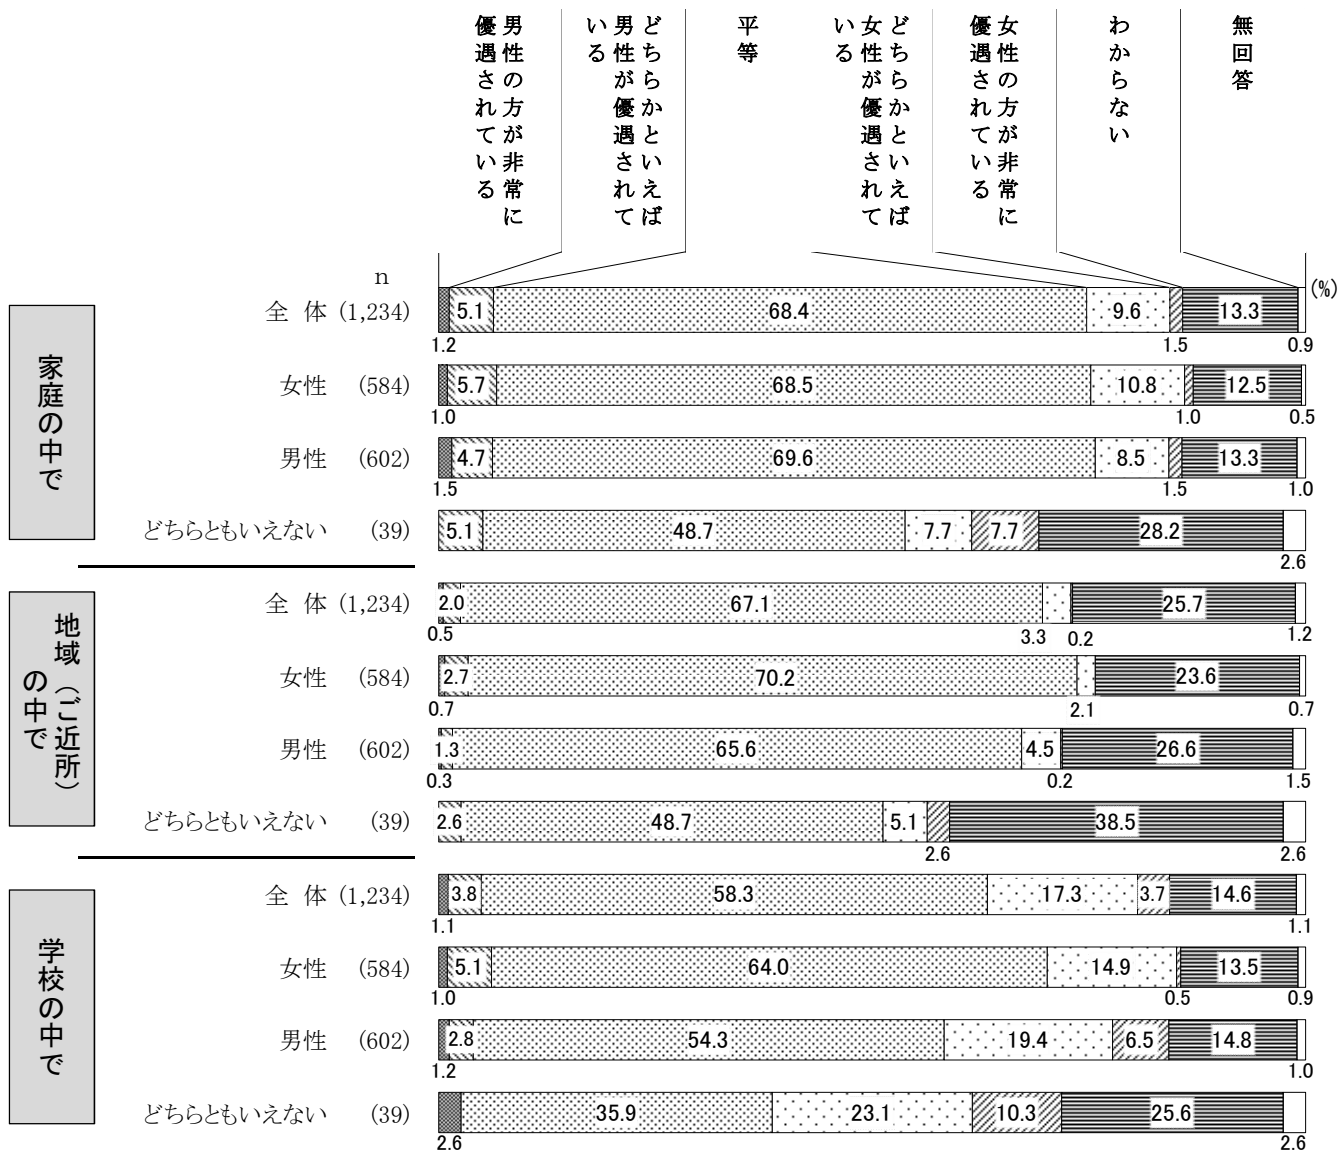 男性の方が非常に
優遇されている
どちらかといえば
男性が優遇されて
いる
平等
どちらかといえば
女性が優遇されて
いる
女性の方が非常に
優遇されている
わからない
無回答
n
(%)
家庭の中で
全 体 (1,234)
5.1 68.4 9.6 13.3
1.2 1.5 0.9
女性 (584)
5.7 68.5 10.8 12.5
1.0 1.0 0.5
男性 (602)
4.7 69.6 8.5 13.3
1.5 1.5 1.0
どちらともいえない (39)
5.1 48.7 7.7 7.7 28.2
2.6
地域（ご近所）
の中で
全 体 (1,234)
2.0 67.1 25.7
0.5 3.3 0.2 1.2
女性 (584)
2.7 70.2 23.6
0.7 2.1 0.7
男性 (602)
1.3 65.6 4.5 26.6
0.3 0.2 1.5
どちらともいえない (39)
2.6 48.7 5.1 38.5
2.6 2.6
学校の中で
全 体 (1,234)
3.8 58.3 17.3 3.7 14.6
1.1 1.1
女性 (584)
5.1 64.0 14.9 13.5
1.0 0.5 0.9
男性 (602)
2.8 54.3 19.4 6.5 14.8
1.2 1.0
どちらともいえない (39)
35.9 23.1 10.3 25.6
2.6 2.6